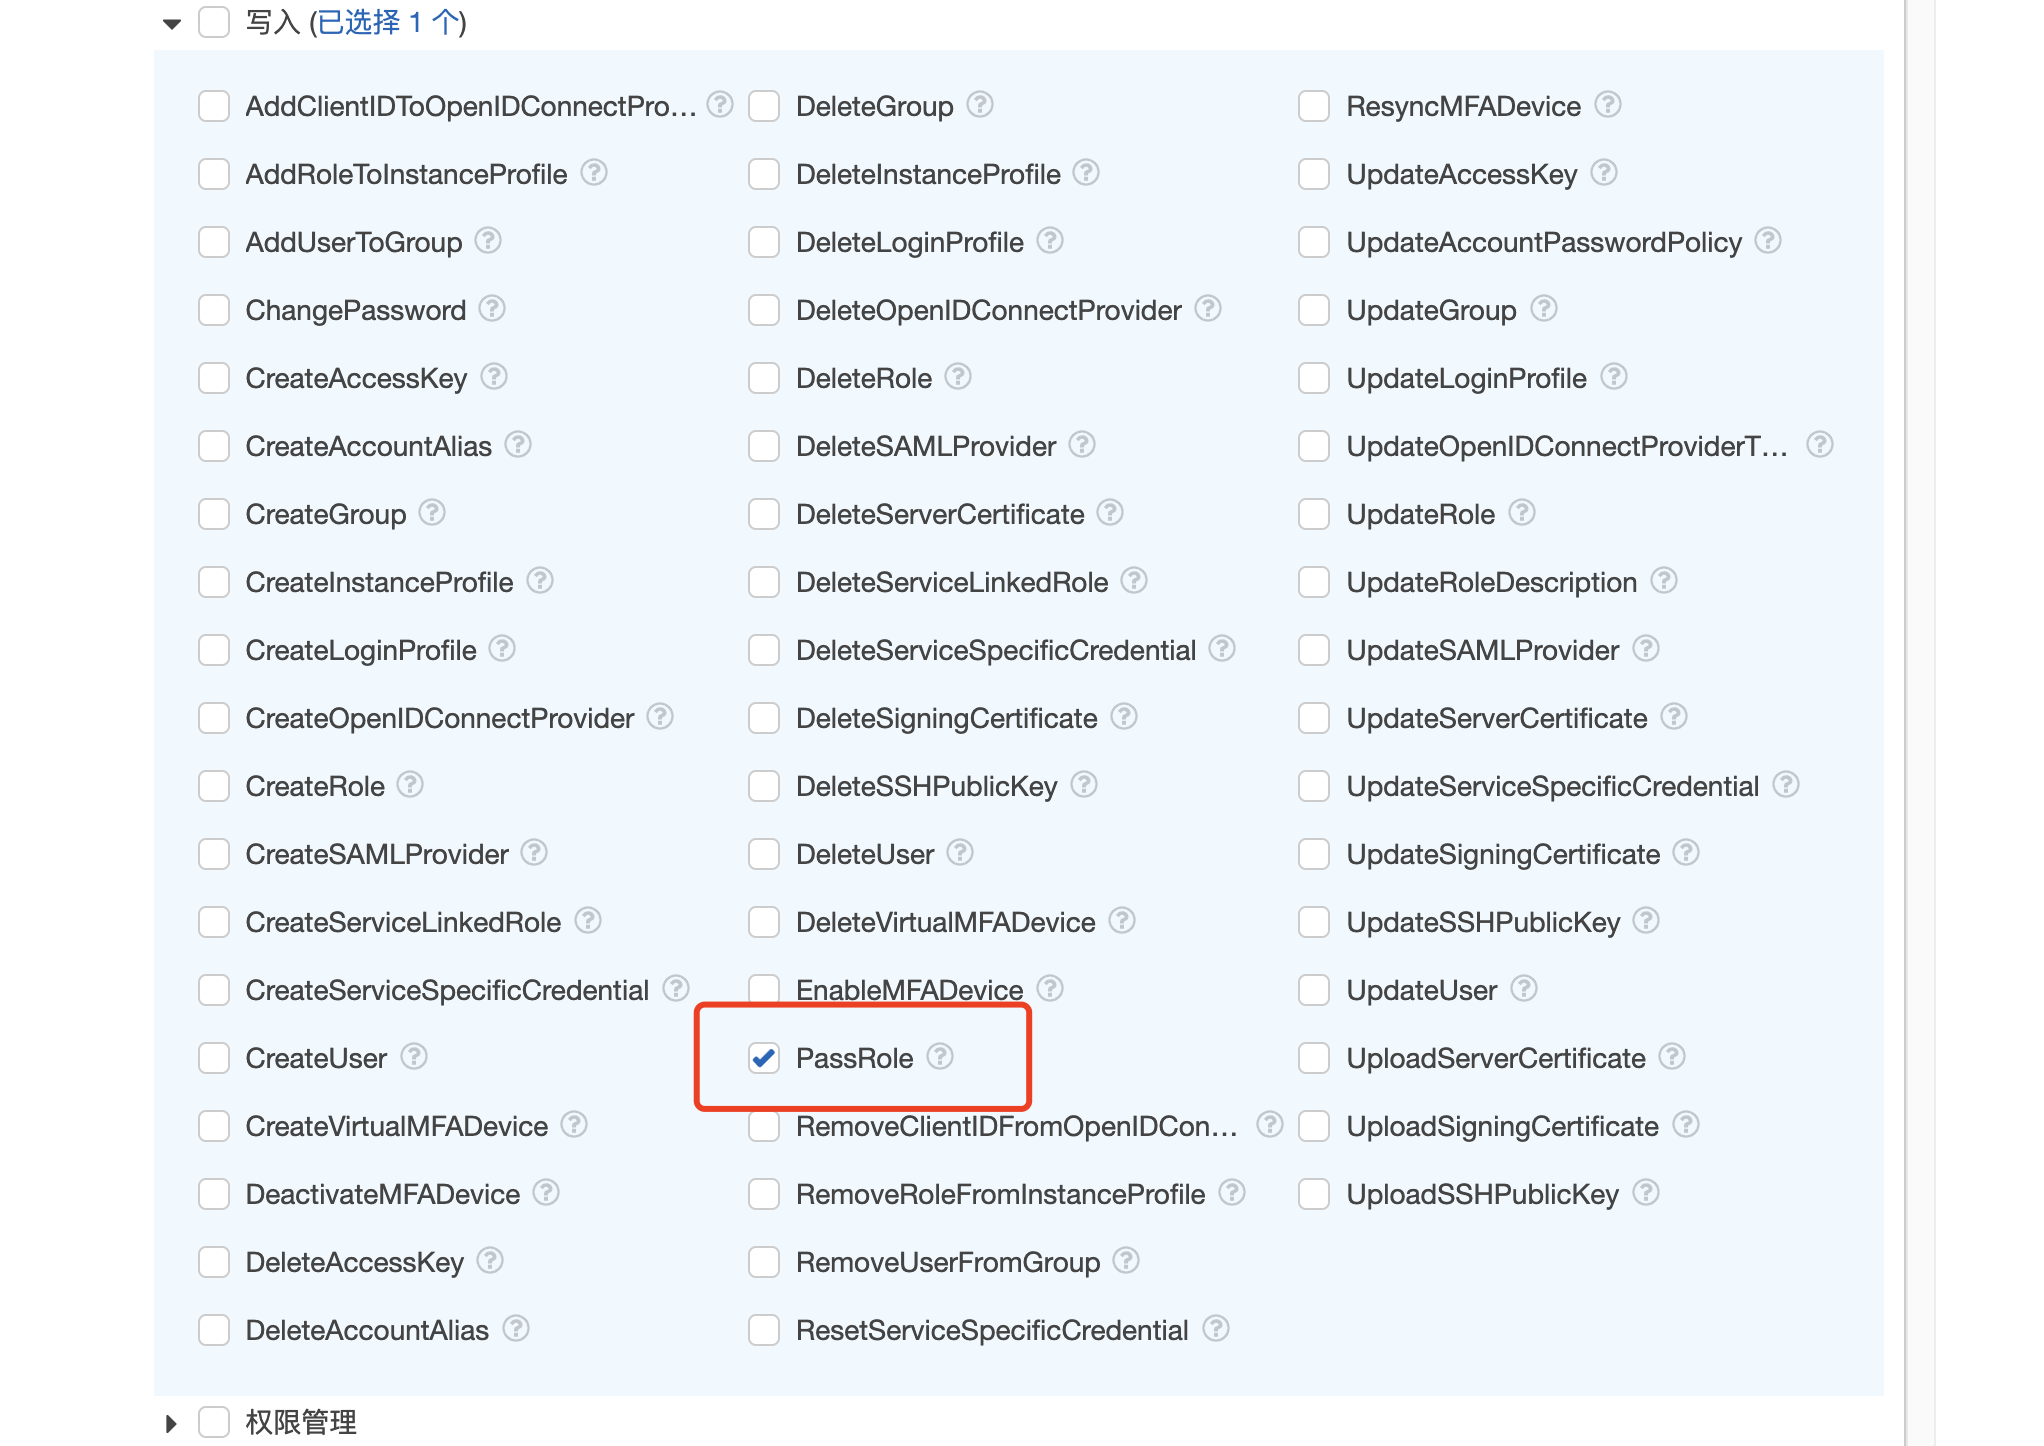 写入 (已选择 1 个)
AddClientIDToOpenIDConnectPro...
AddRoleToInstanceProfile
AddUserToGroup
ChangePassword
CreateAccessKey
CreateAccountAlias
CreateGroup
CreateInstanceProfile
CreateLoginProfile
CreateOpenIDConnectProvider
CreateRole
CreateSAMLProvider
CreateServiceLinkedRole
CreateServiceSpecificCredential
CreateUser
CreateVirtualMFADevice
DeactivateMFADevice
DeleteAccessKey
DeleteAccountAlias
DeleteGroup
DeleteInstanceProfile
DeleteLoginProfile
DeleteOpenIDConnectProvider
DeleteRole
DeleteSAMLProvider
DeleteServerCertificate
DeleteServiceLinkedRole
DeleteServiceSpecificCredential
DeleteSigningCertificate
DeleteSSHPublicKey
DeleteUser
DeleteVirtualMFADevice
EnableMFADevice
PassRole
RemoveClientIDFromOpenIDCon...
RemoveRoleFromInstanceProfile
RemoveUserFromGroup
ResetServiceSpecificCredential
ResyncMFADevice
UpdateAccessKey
UpdateAccountPasswordPolicy
UpdateGroup
UpdateLoginProfile
UpdateOpenIDConnectProviderT...
UpdateRole
UpdateRoleDescription
UpdateSAMLProvider
UpdateServerCertificate
UpdateServiceSpecificCredential
UpdateSigningCertificate
UpdateSSHPublicKey
UpdateUser
UploadServerCertificate
UploadSigningCertificate
UploadSSHPublicKey
权限管理